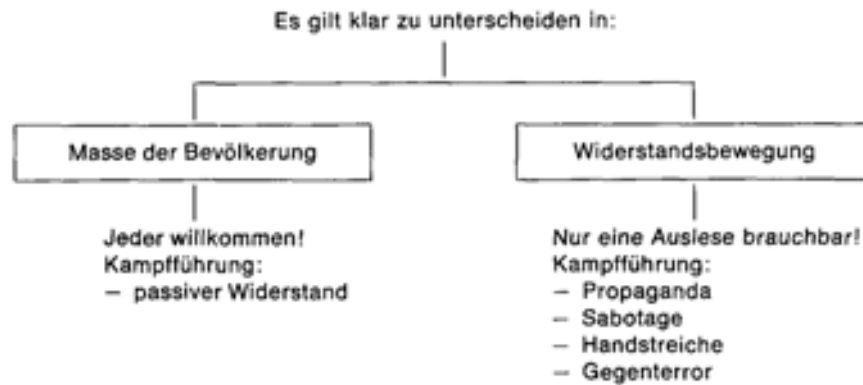 Es gilt klar zu unterscheiden in:
Masse der Bevölkerung
Jeder willkommen!
Kampfführung:
– passiver Widerstand
Widerstandsbewegung
Nur eine Auslese brauchbar!
Kampfführung:
– Propaganda
– Sabotage
– Handstreiche
– Gegenterror